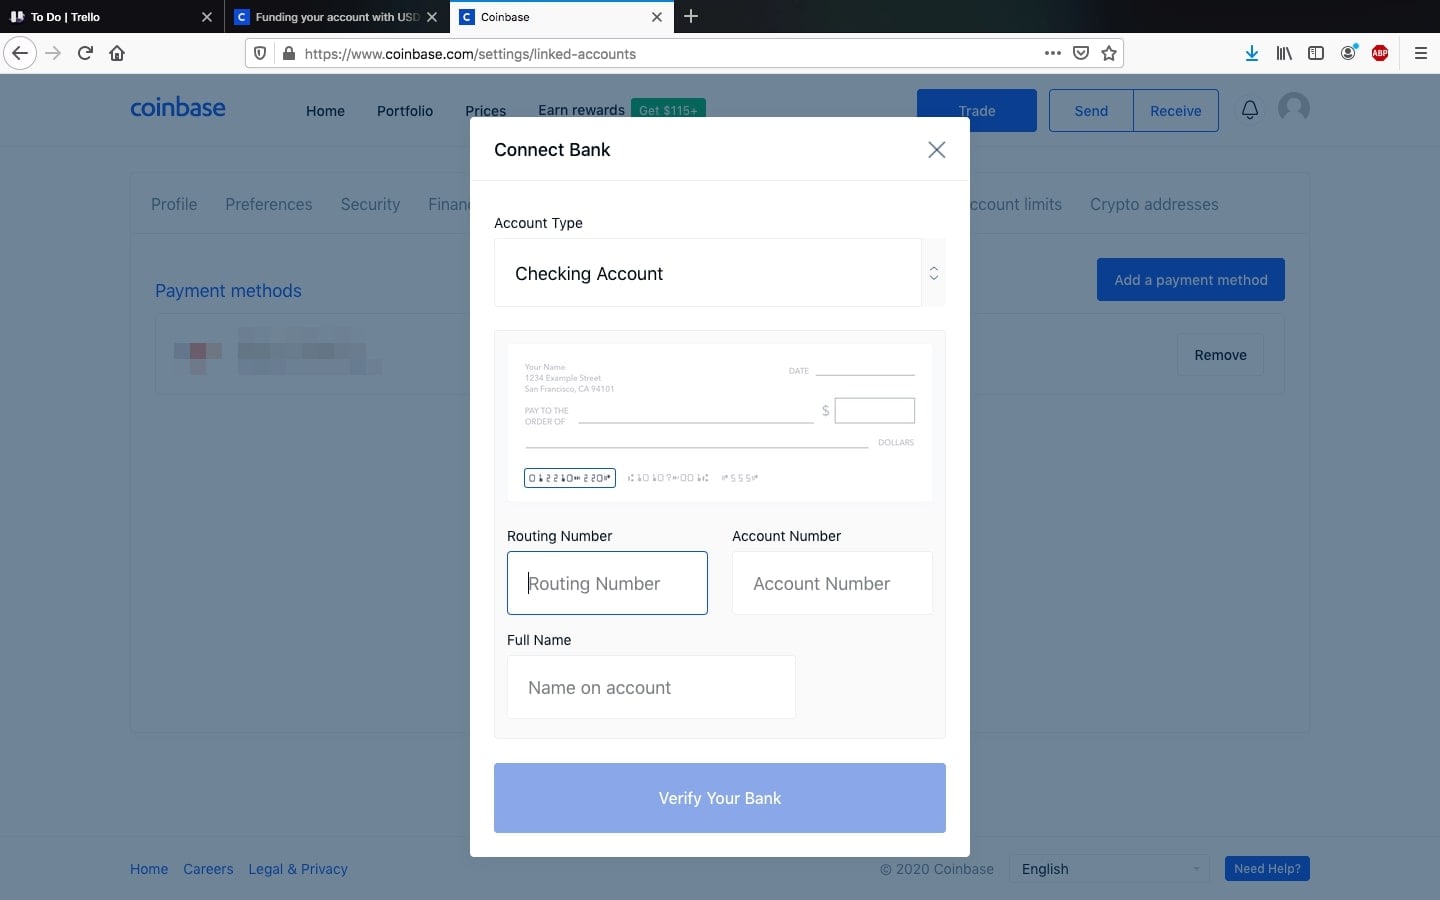 To Do | Trello
Funding your account with USD
Coinbase
https://www.coinbase.com/settings/linked-accounts
ABP
coinbase
Home
Portfolio
Prices
Earn rewards
Get $115+
Trade
Send
Receive
Connect Bank
Profile
Preferences
Security
Financ
ccount limits
Crypto addresses
Account Type
Checking Account
Payment methods
Add a payment method
Remove
Your Name
1234 Example Street
San Francisco, CA 94101
DATE
PAY TO THE
ORDER OF
$
DOLLARS
Routing Number
Account Number
Routing Number
Account Number
Full Name
Name on account
Verify Your Bank
Home
Careers
Legal & Privacy
© 2020 Coinbase
English
Need Help?